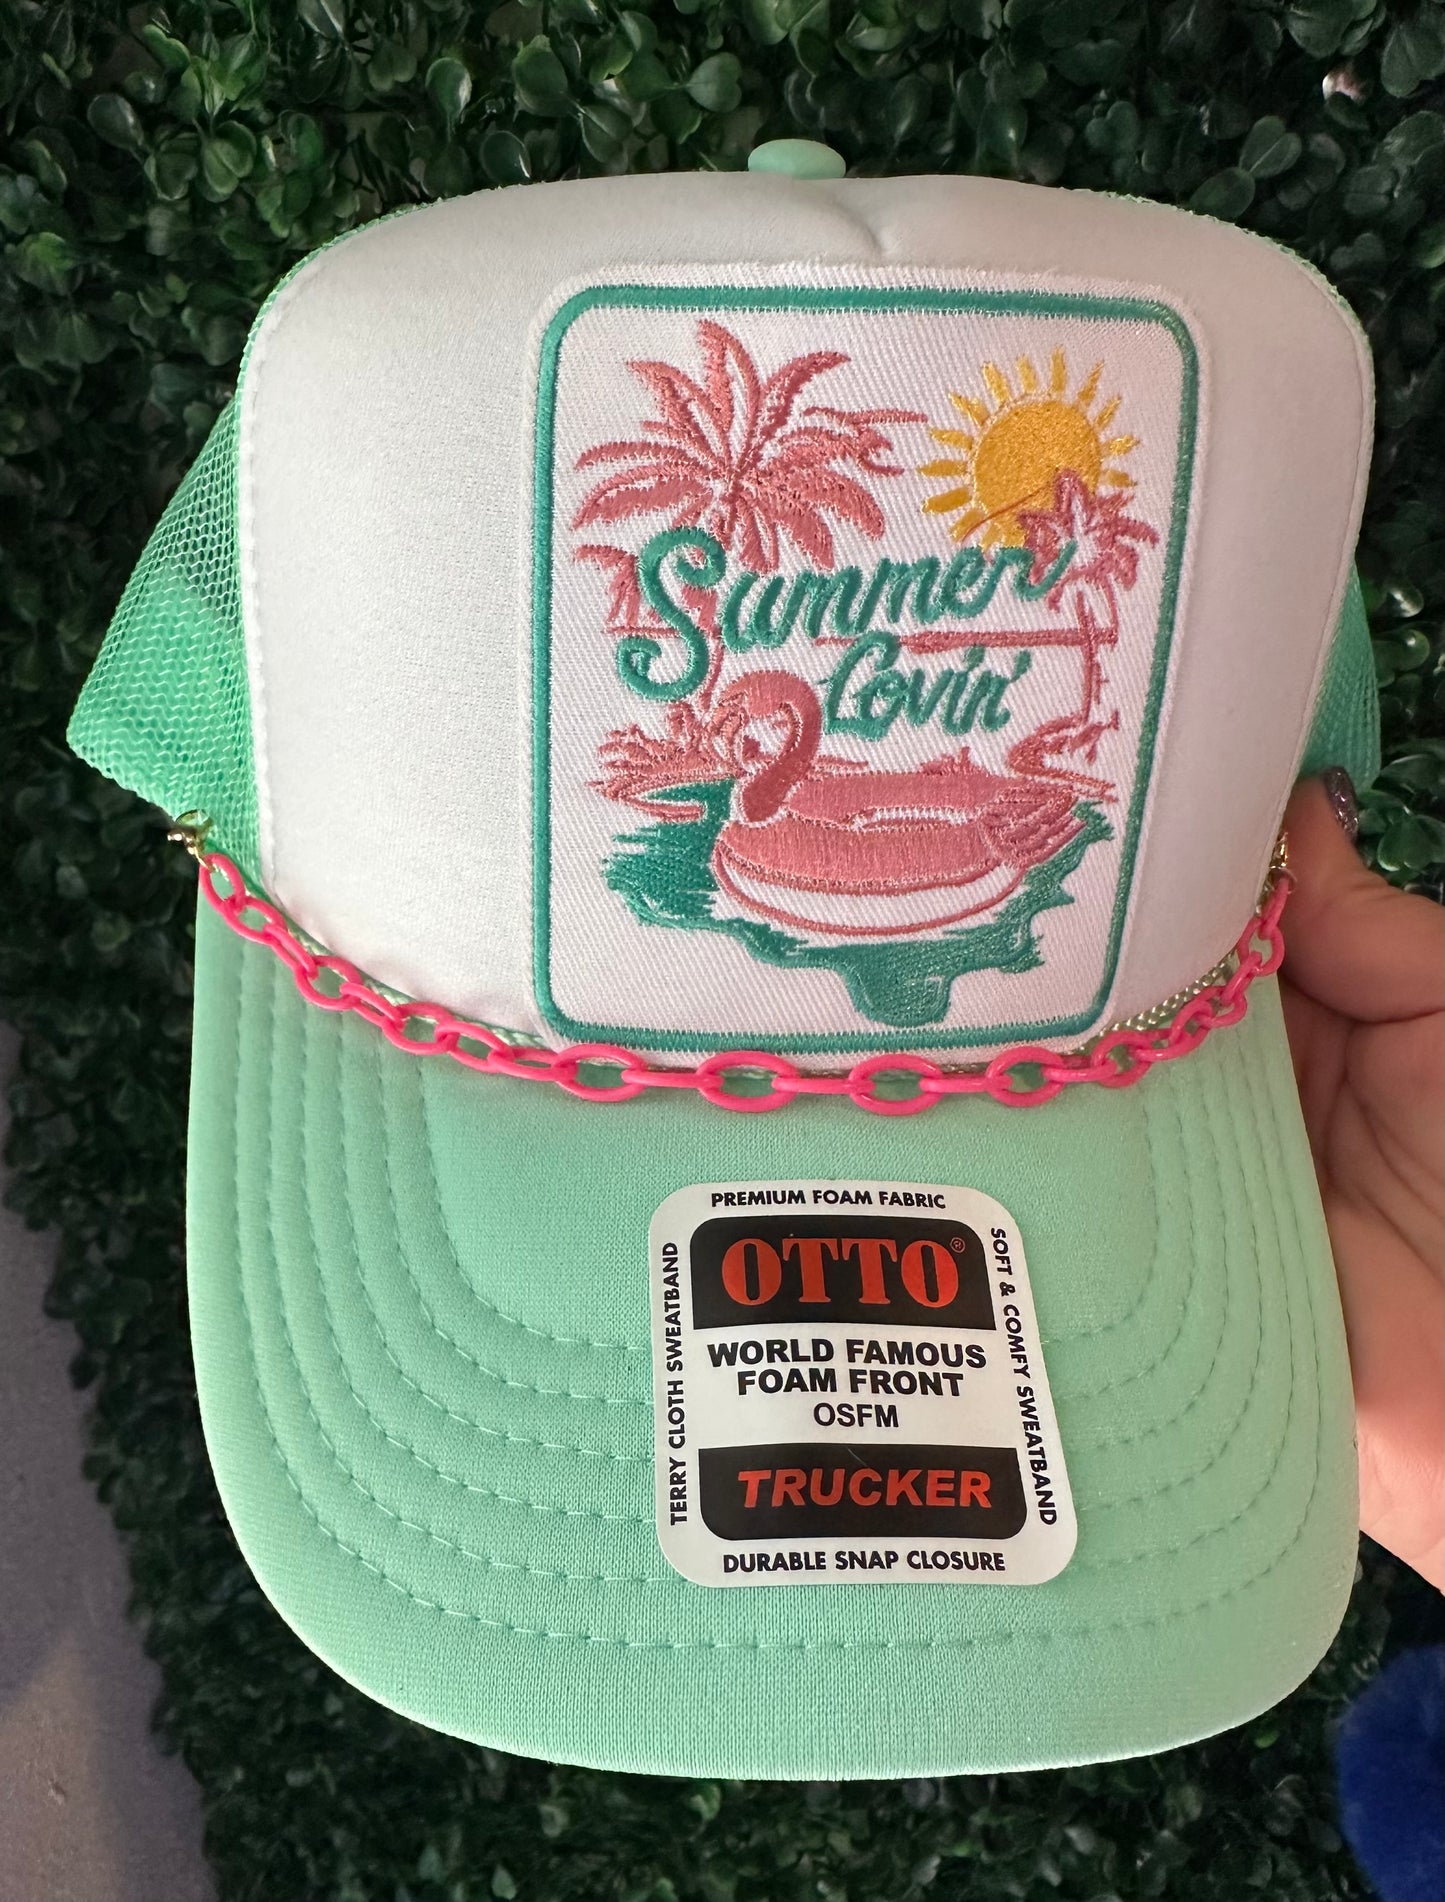 Summer
Lovin'
PREMIUM FOAM FABRIC
OTTO®
WORLD FAMOUS
FOAM FRONT
OSFM
TRUCKER
DURABLE SNAP CLOSURE
TERRY CLOTH SWEATBAND
SOFT & COMFY SWEATBAND